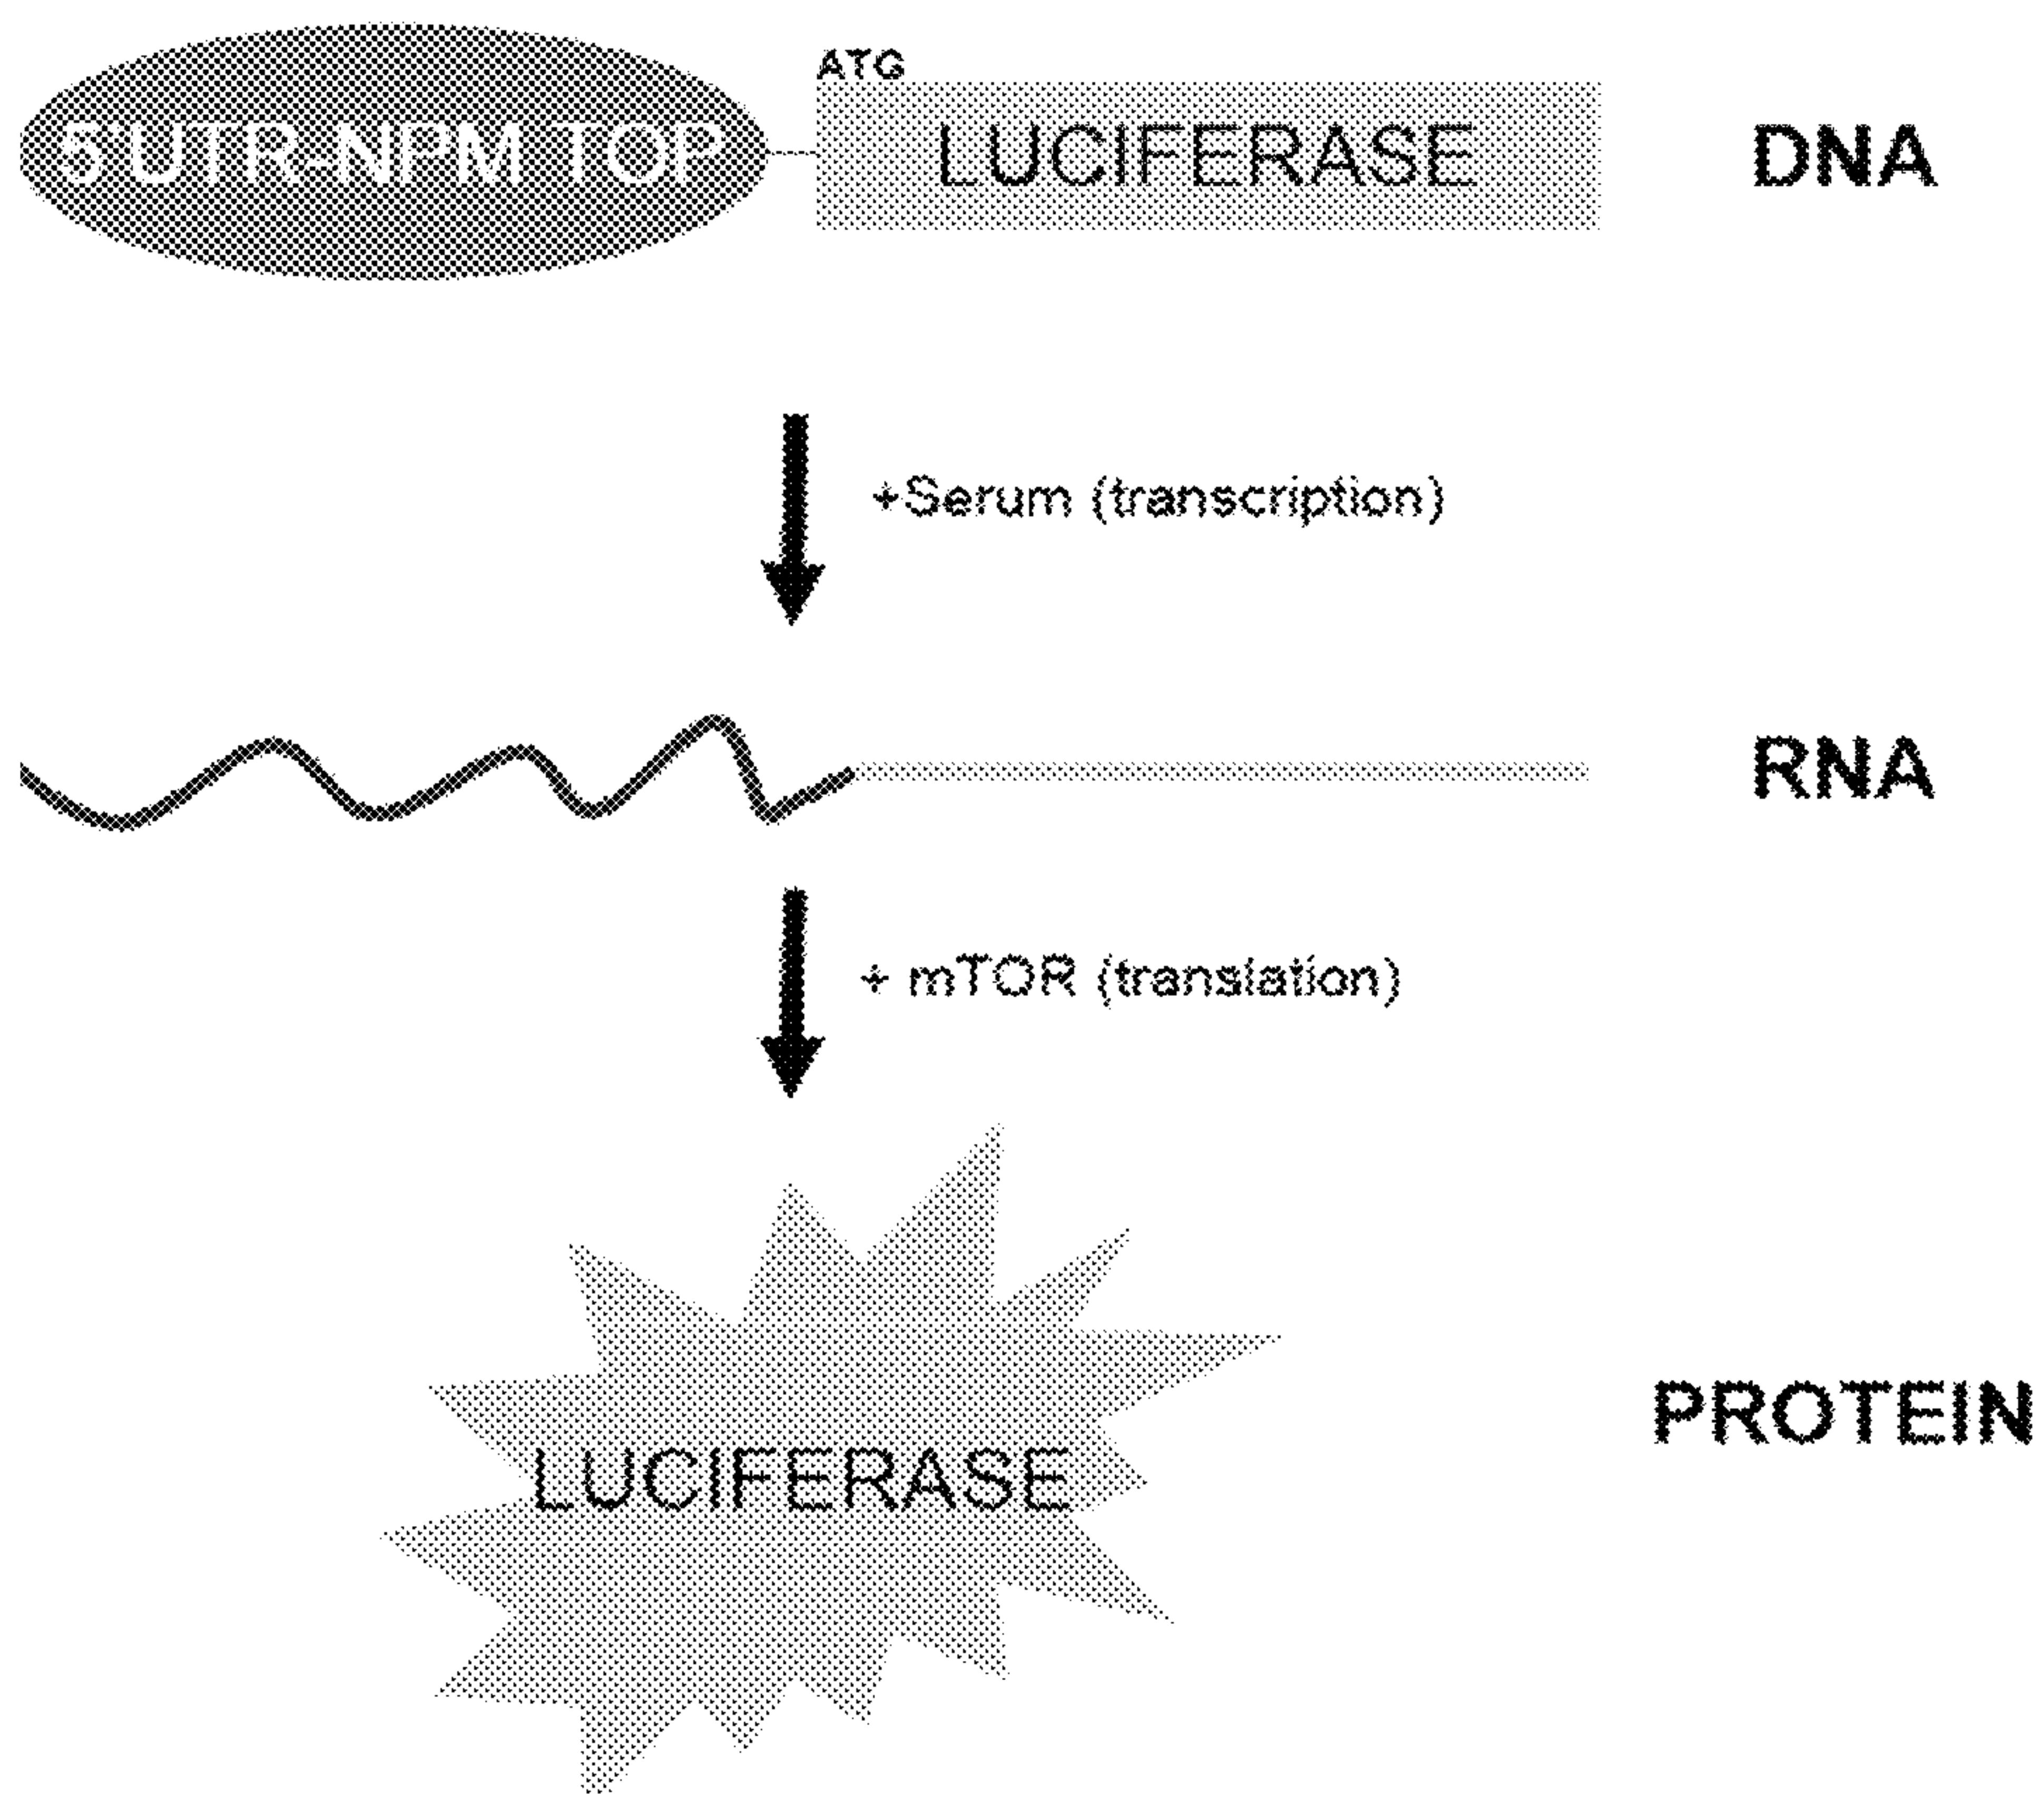 ATG
5'UTR-NPM TOP
LUCIFERASE
DNA
+Serum (transcription)
RNA
+ mTOR (translation)
LUCIFERASE
PROTEIN